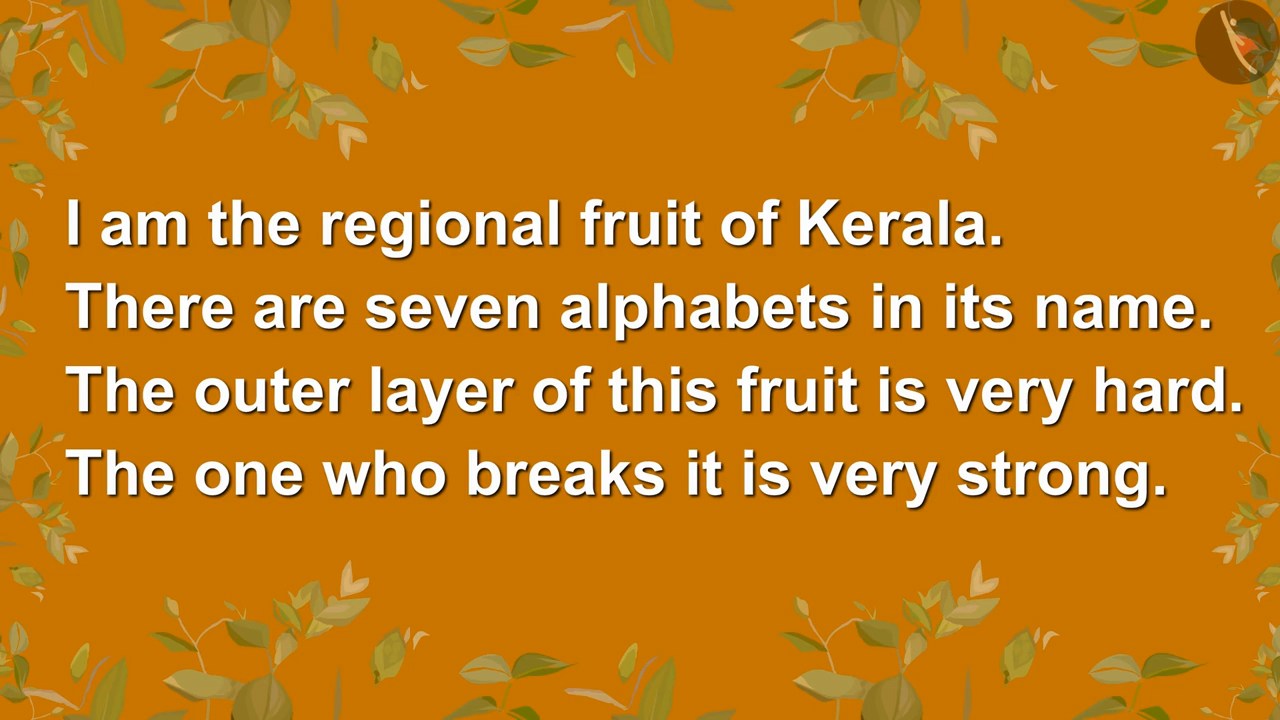 I am the regional fruit of Kerala.
There are seven alphabets in its name.
The outer layer of this fruit is very hard.
The one who breaks it is very strong.